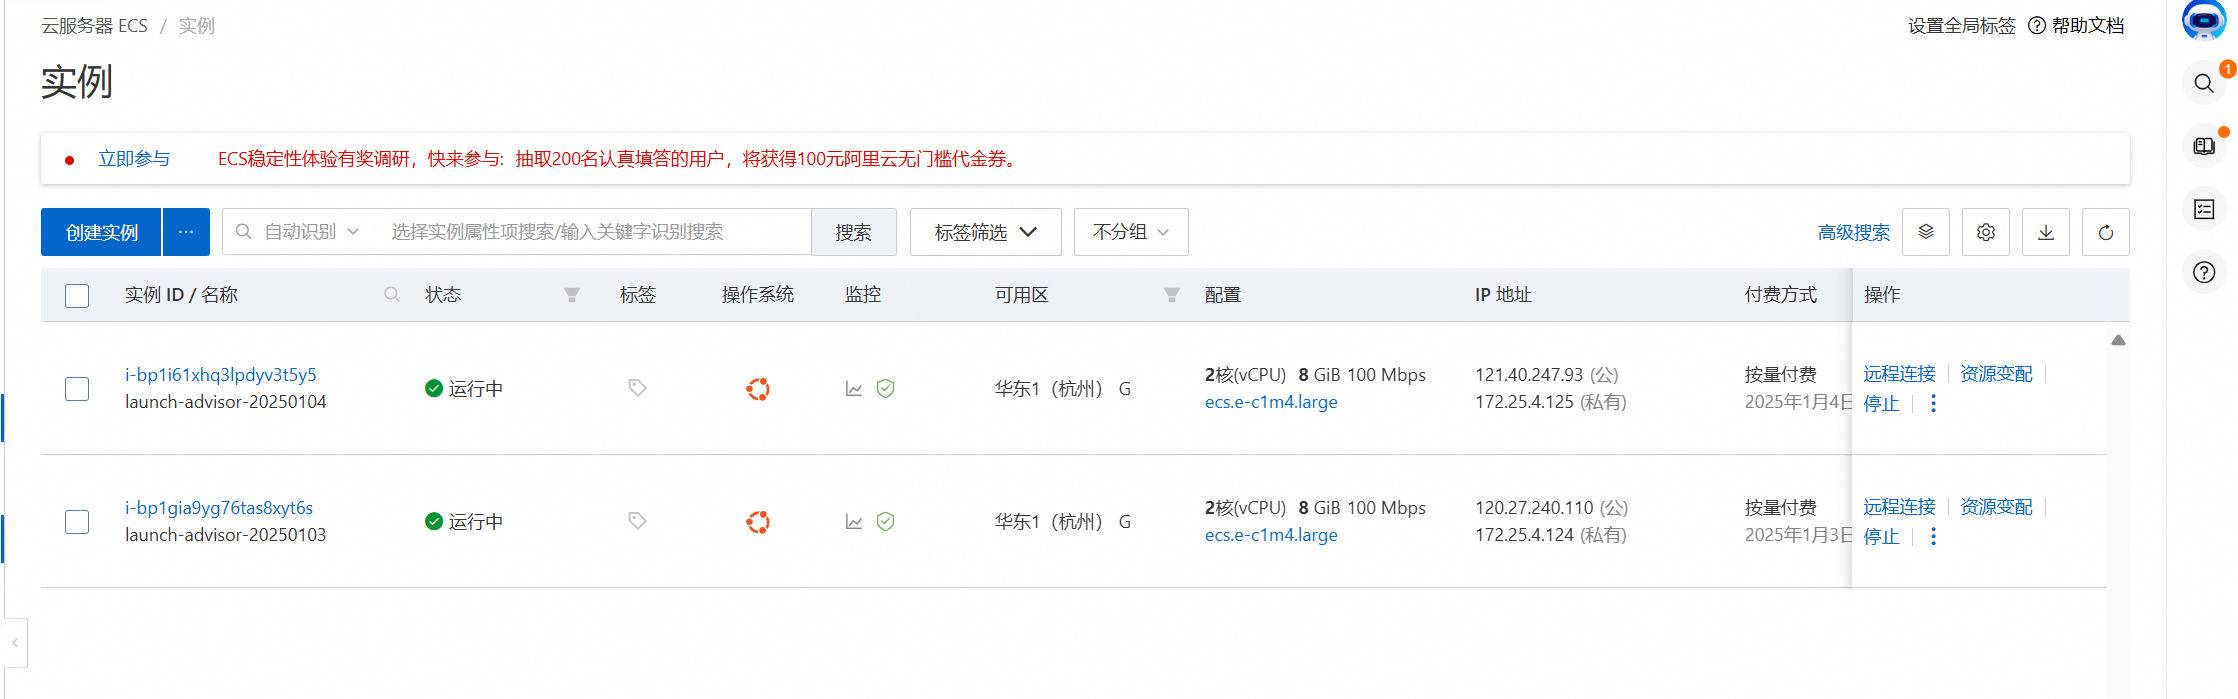 云服务器 ECS / 实例
设置全局标签 帮助文档
实例
1
立即参与 ECS稳定性体验有奖调研，快来参与：抽取200名认真填答的用户，将获得100元阿里云无门槛代金券。
创建实例 ... 自动识别 选择实例属性项搜索/输入关键字识别搜索 搜索 标签筛选 不分组 高级搜索
实例 ID / 名称 状态 标签 操作系统 监控 可用区 配置 IP 地址 付费方式 操作
i-bp1i61xhq3lpdyv3t5y5
launch-advisor-20250104
运行中
华东1（杭州） G
2核(vCPU) 8 GiB 100 Mbps
ecs.e-c1m4.large
121.40.247.93 (公)
172.25.4.125 (私有)
按量付费
2025年1月4日
远程连接 资源变配
停止
i-bp1gia9yg76tas8xyt6s
launch-advisor-20250103
运行中
华东1（杭州） G
2核(vCPU) 8 GiB 100 Mbps
ecs.e-c1m4.large
120.27.240.110 (公)
172.25.4.124 (私有)
按量付费
2025年1月3日
远程连接 资源变配
停止